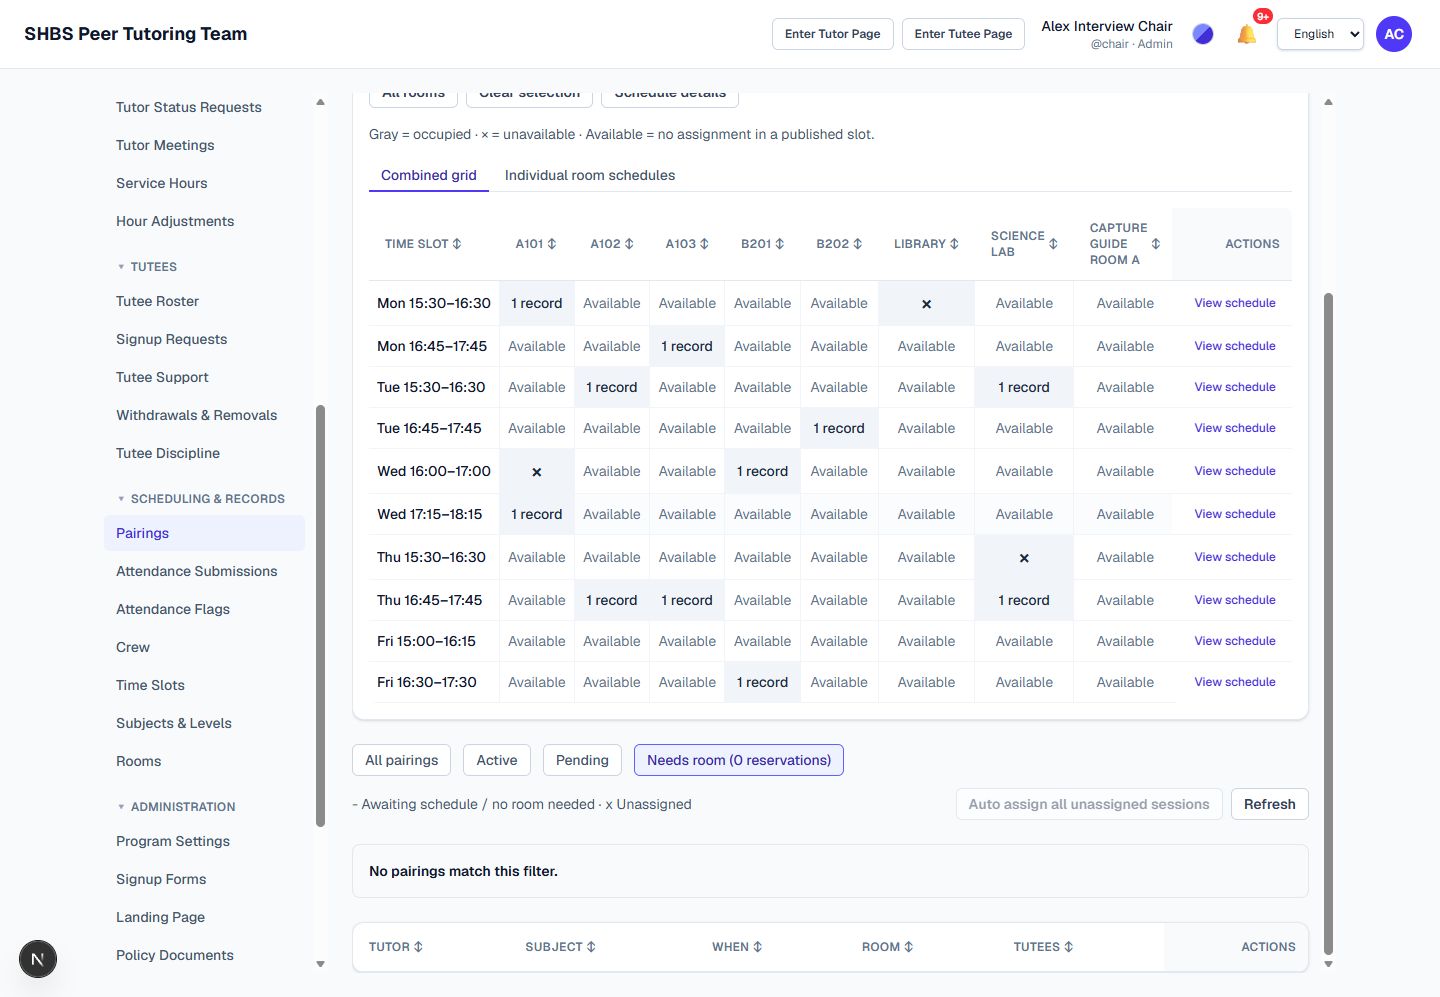 SHBS Peer Tutoring Team
Enter Tutor Page
Enter Tutee Page
Alex Interview Chair
@chair · Admin
9+
English
AC
Tutor Status Requests
Tutor Meetings
Service Hours
Hour Adjustments
TUTEES
Tutee Roster
Signup Requests
Tutee Support
Withdrawals & Removals
Tutee Discipline
SCHEDULING & RECORDS
Pairings
Attendance Submissions
Attendance Flags
Crew
Time Slots
Subjects & Levels
Rooms
ADMINISTRATION
Program Settings
Signup Forms
Landing Page
Policy Documents
N
All rooms
Clear selection
Schedule details
Gray = occupied · × = unavailable · Available = no assignment in a published slot.
Combined grid
Individual room schedules
TIME SLOT A101 A102 A103 B201 B202 LIBRARY SCIENCE LAB CAPTURE GUIDE ROOM A ACTIONS
Mon 15:30–16:30 1 record Available Available Available Available × Available Available View schedule
Mon 16:45–17:45 Available Available 1 record Available Available Available Available Available View schedule
Tue 15:30–16:30 Available 1 record Available Available Available Available 1 record Available View schedule
Tue 16:45–17:45 Available Available Available Available 1 record Available Available Available View schedule
Wed 16:00–17:00 × Available Available 1 record Available Available Available Available View schedule
Wed 17:15–18:15 1 record Available Available Available Available Available Available Available View schedule
Thu 15:30–16:30 Available Available Available Available Available Available × Available View schedule
Thu 16:45–17:45 Available 1 record 1 record Available Available Available 1 record Available View schedule
Fri 15:00–16:15 Available Available Available Available Available Available Available Available View schedule
Fri 16:30–17:30 Available Available Available 1 record Available Available Available Available View schedule
All pairings
Active
Pending
Needs room (0 reservations)
- Awaiting schedule / no room needed · x Unassigned
Auto assign all unassigned sessions
Refresh
No pairings match this filter.
TUTOR SUBJECT WHEN ROOM TUTEES ACTIONS